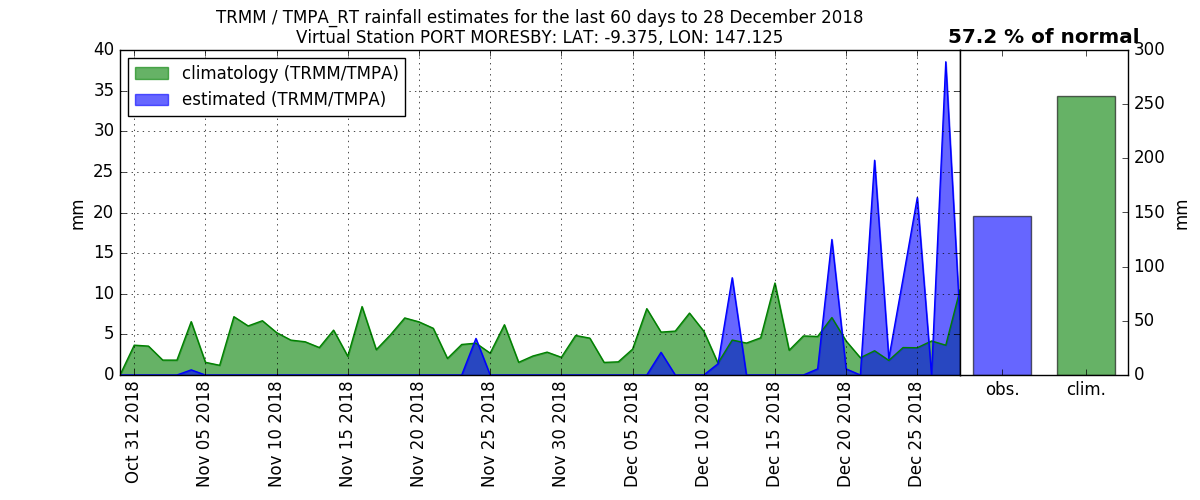 TRMM / TMPA_RT rainfall estimates for the last 60 days to 28 December 2018
Virtual Station PORT MORESBY: LAT: -9.375, LON: 147.125
57.2 % of normal
climatology (TRMM/TMPA)
estimated (TRMM/TMPA)
mm
40
35
30
25
20
15
10
5
0
Oct 31 2018
Nov 05 2018
Nov 10 2018
Nov 15 2018
Nov 20 2018
Nov 25 2018
Nov 30 2018
Dec 05 2018
Dec 10 2018
Dec 15 2018
Dec 20 2018
Dec 25 2018
obs.
clim.
300
250
200
150
100
50
0
mm